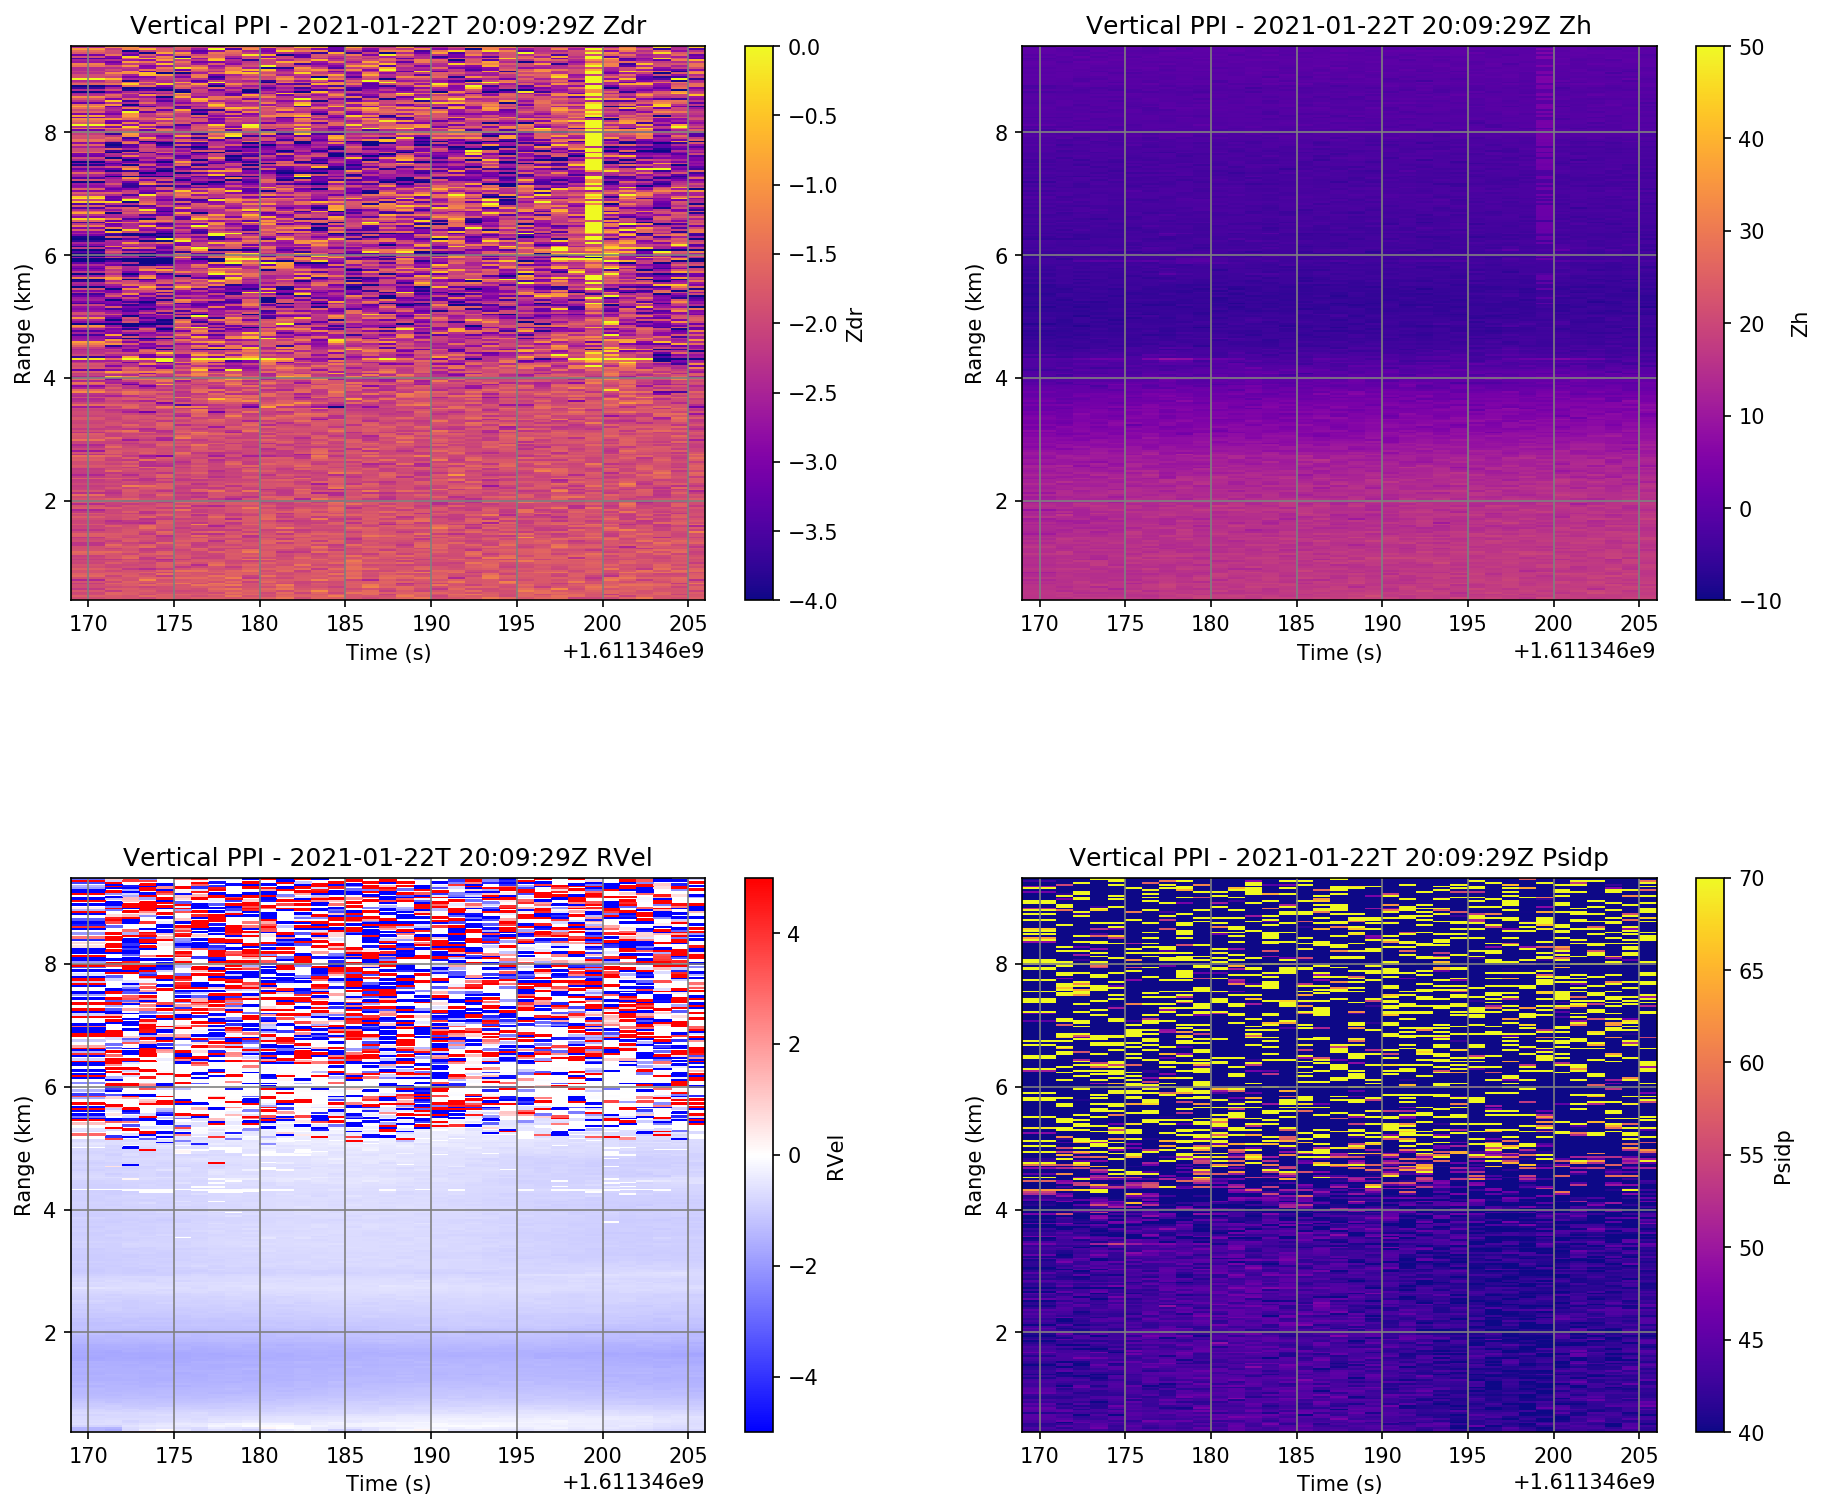 Vertical PPI - 2021-01-22T 20:09:29Z Zdr
Range (km)
8
6
4
2
170 175 180 185 190 195 200 205
Time (s)
+1.611346e9
0.0
−0.5
−1.0
−1.5
−2.0
−2.5
−3.0
−3.5
−4.0
Zdr
Vertical PPI - 2021-01-22T 20:09:29Z Zh
Range (km)
8
6
4
2
170 175 180 185 190 195 200 205
Time (s)
+1.611346e9
50
40
30
20
10
0
−10
Zh
Vertical PPI - 2021-01-22T 20:09:29Z RVel
Range (km)
8
6
4
2
170 175 180 185 190 195 200 205
Time (s)
+1.611346e9
4
2
0
−2
−4
RVel
Vertical PPI - 2021-01-22T 20:09:29Z Psidp
Range (km)
8
6
4
2
170 175 180 185 190 195 200 205
Time (s)
+1.611346e9
70
65
60
55
50
45
40
Psidp